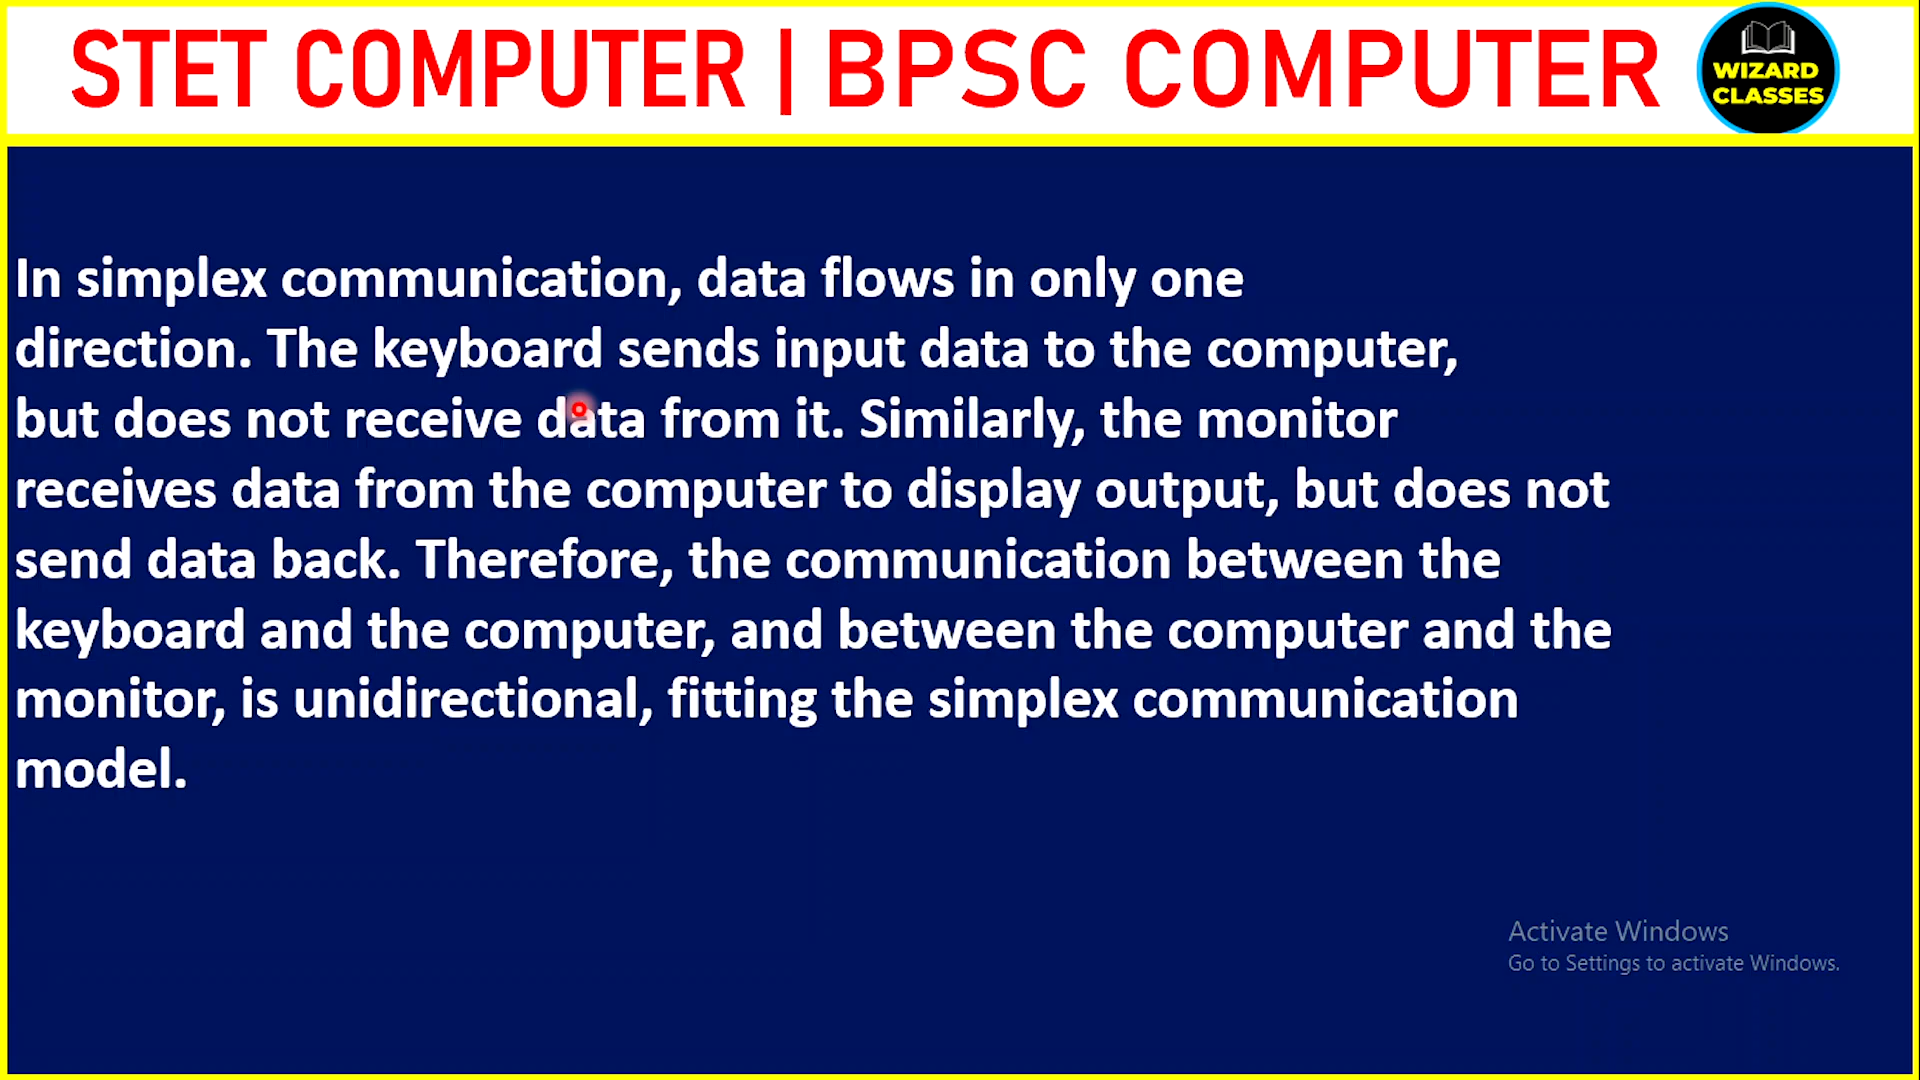 STET COMPUTER | BPSC COMPUTER
WIZARD
CLASSES
In simplex communication, data flows in only one
direction. The keyboard sends input data to the computer,
but does not receive data from it. Similarly, the monitor
receives data from the computer to display output, but does not
send data back. Therefore, the communication between the
keyboard and the computer, and between the computer and the
monitor, is unidirectional, fitting the simplex communication
model.
Activate Windows
Go to Settings to activate Windows.